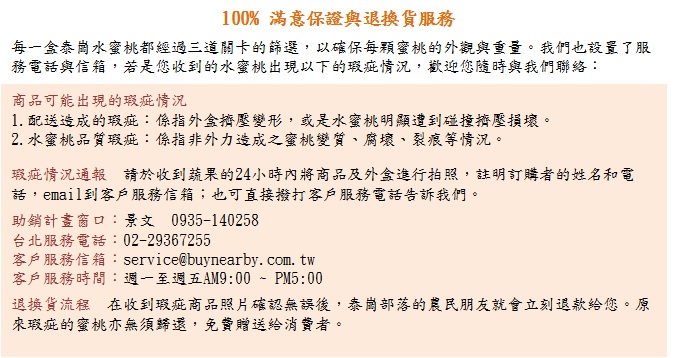 100% 滿意保證與退換貨服務
每一盒泰崗水蜜桃都經過三道關卡的篩選，以確保每顆蜜桃的外觀與重量。我們也設置了服
務電話與信箱，若是您收到的水蜜桃出現以下的瑕疵情況，歡迎您隨時與我們聯絡：
商品可能出現的瑕疵情況
1.配送造成的瑕疵：係指外盒擠壓變形，或是水蜜桃明顯遭到碰撞擠壓損壞。
2.水蜜桃品質瑕疵：係指非外力造成之蜜桃變質、腐壞、裂痕等情況。
瑕疵情況通報 請於收到蔬果的24小時內將商品及外盒進行拍照，註明訂購者的姓名和電
話，email到客戶服務信箱；也可直接撥打客戶服務電話告訴我們。
助銷計畫窗口：景文 0935-140258
台北服務電話：02-29367255
客戶服務信箱：service@buynearby.com.tw
客戶服務時間：週一至週五AM9:00 ~ PM5:00
退換貨流程 在收到瑕疵商品照片確認無誤後，泰崗部落的農民朋友就會立刻退款給您。原
來瑕疵的蜜桃亦無須歸還，免費贈送給消費者。